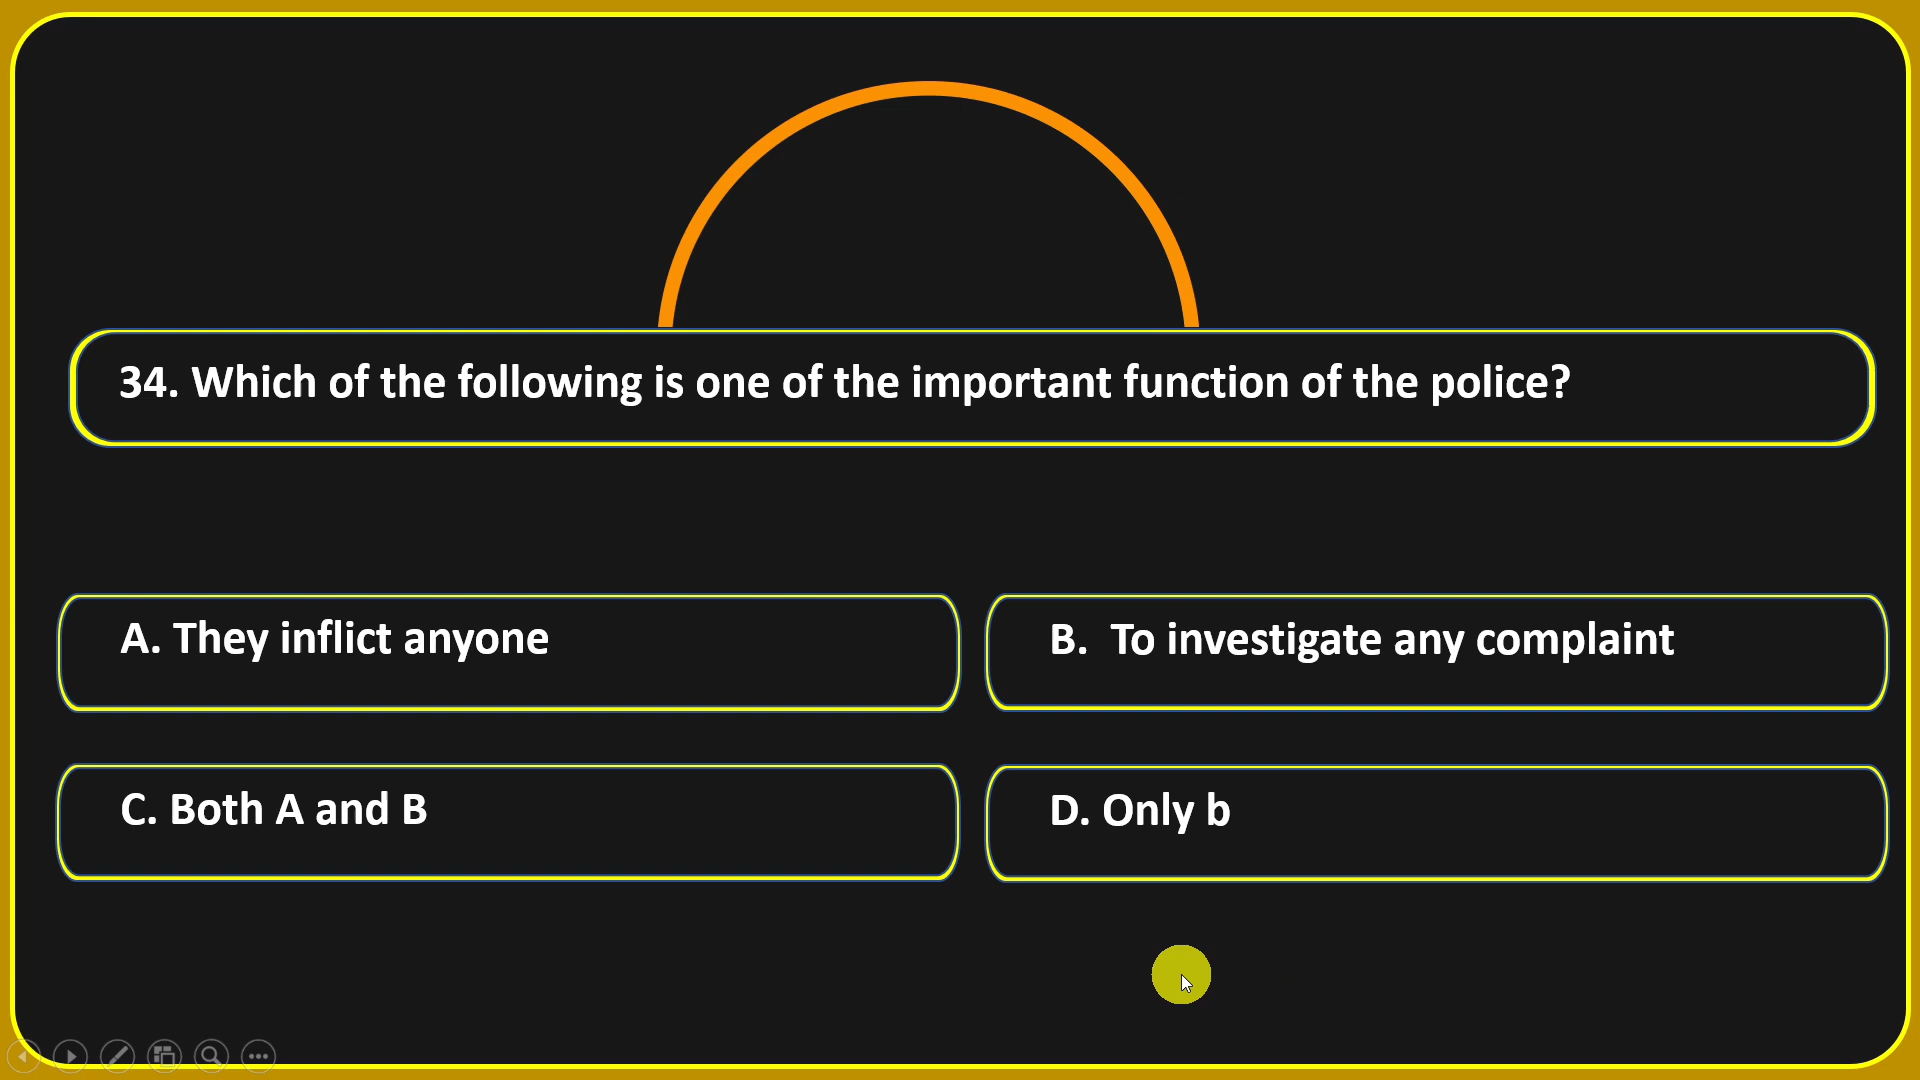 34. Which of the following is one of the important function of the police?
A. They inflict anyone
B. To investigate any complaint
C. Both A and B
D. Only b